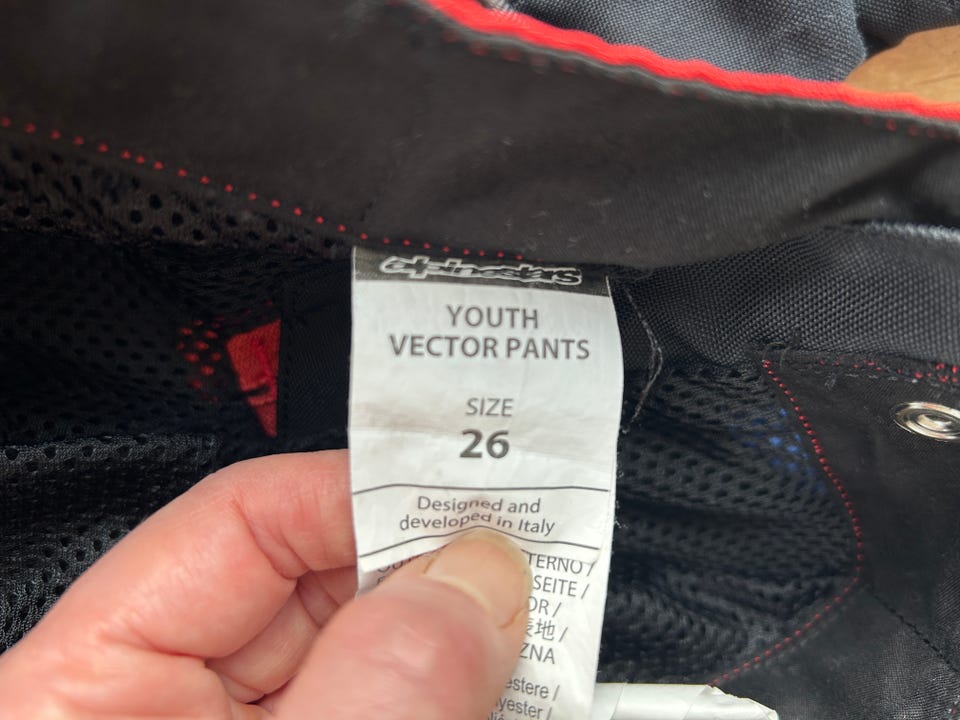 alpinestars
YOUTH
VECTOR PANTS
SIZE
26
Designed and
developed in Italy
TERNO /
SEITE /
OR /
表地 /
ZNA
estere /
yester /